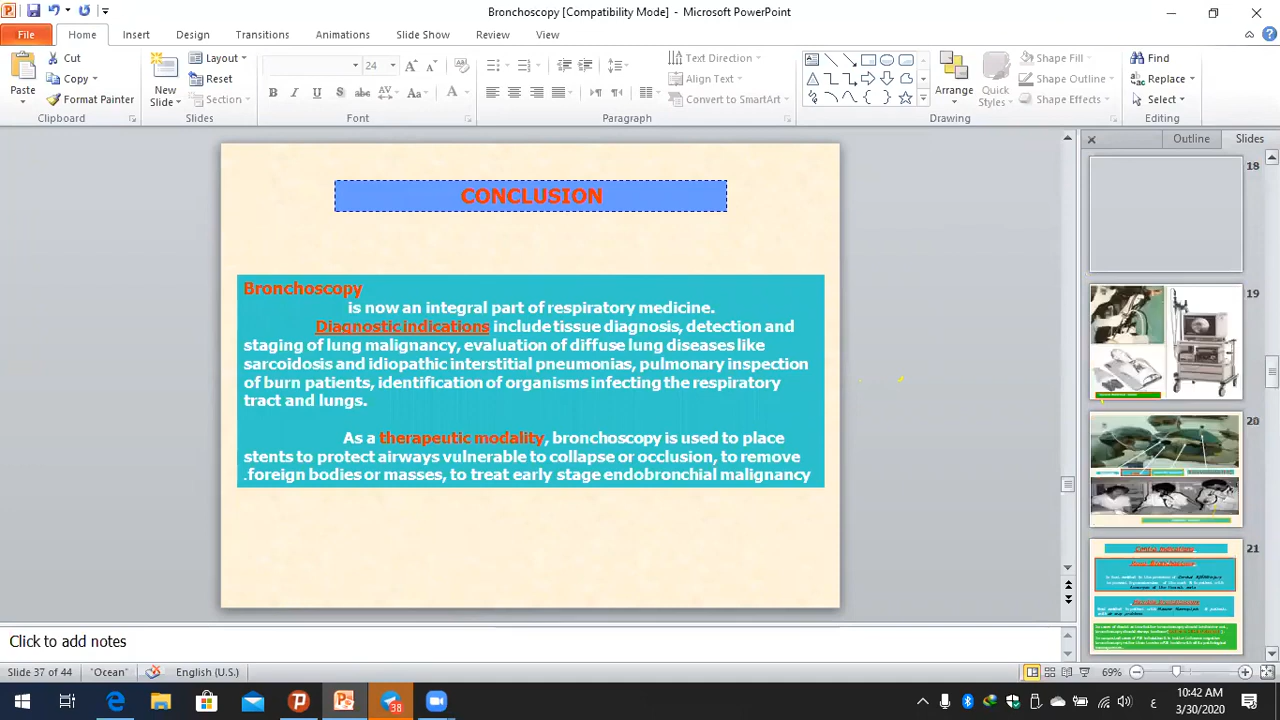 Bronchoscopy [Compatibility Mode] - Microsoft PowerPoint
File Home Insert Design Transitions Animations Slide Show Review View
Paste
Cut
Copy
Format Painter
Clipboard
New
Slide
Layout
Reset
Section
Slides
24
Font
Text Direction
Align Text
Convert to SmartArt
Paragraph
Arrange
Quick
Styles
Shape Fill
Shape Outline
Shape Effects
Drawing
Find
Replace
Select
Editing
CONCLUSION
Bronchoscopy
is now an integral part of respiratory medicine.
Diagnostic indications include tissue diagnosis, detection and
staging of lung malignancy, evaluation of diffuse lung diseases like
sarcoidosis and idiopathic interstitial pneumonias, pulmonary inspection
of burn patients, identification of organisms infecting the respiratory
tract and lungs.
As a therapeutic modality, bronchoscopy is used to place
stents to protect airways vulnerable to collapse or occlusion, to remove
.foreign bodies or masses, to treat early stage endobronchial malignancy
Outline Slides
18
19
20
21
Click to add notes
Slide 37 of 44 "Ocean" English (U.S.) 69%
38
ع
10:42 AM
3/30/2020